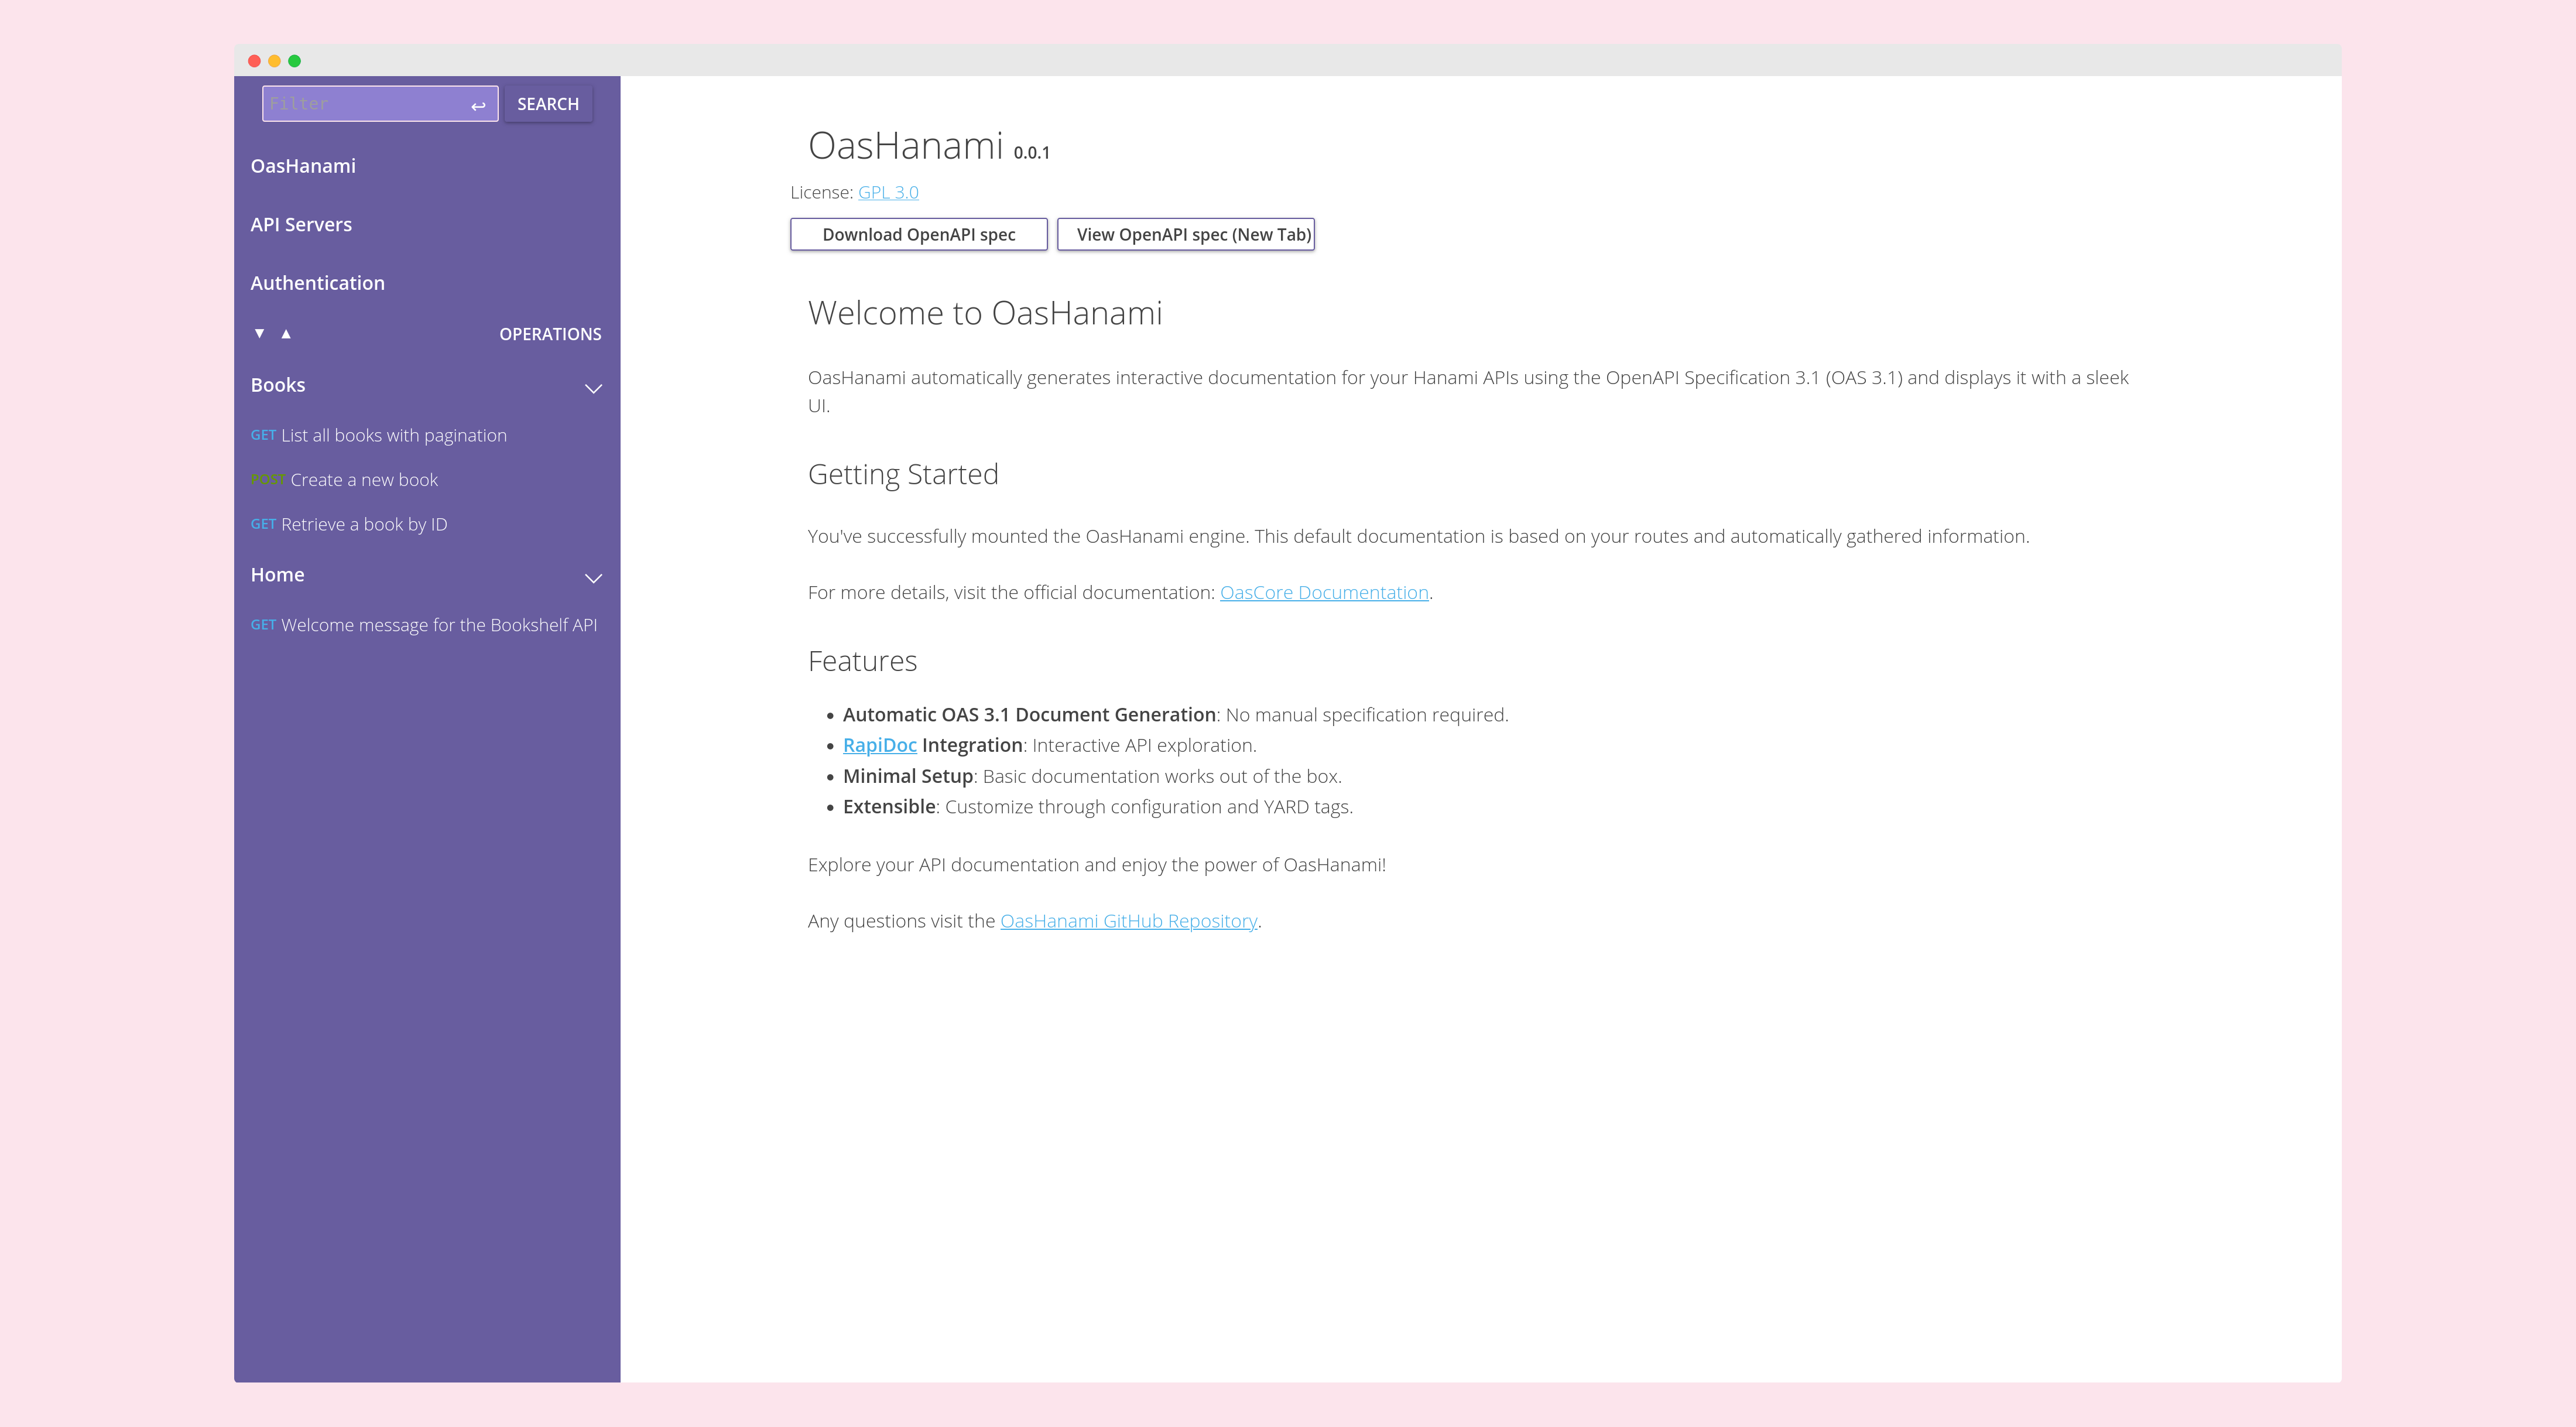 Filter
SEARCH
OasHanami
API Servers
Authentication
OPERATIONS
Books
GET List all books with pagination
POST Create a new book
GET Retrieve a book by ID
Home
GET Welcome message for the Bookshelf API
OasHanami 0.0.1
License: GPL 3.0
Download OpenAPI spec
View OpenAPI spec (New Tab)
Welcome to OasHanami
OasHanami automatically generates interactive documentation for your Hanami APIs using the OpenAPI Specification 3.1 (OAS 3.1) and displays it with a sleek
UI.
Getting Started
You've successfully mounted the OasHanami engine. This default documentation is based on your routes and automatically gathered information.
For more details, visit the official documentation: OasCore Documentation.
Features
• Automatic OAS 3.1 Document Generation: No manual specification required.
• RapiDoc Integration: Interactive API exploration.
• Minimal Setup: Basic documentation works out of the box.
• Extensible: Customize through configuration and YARD tags.
Explore your API documentation and enjoy the power of OasHanami!
Any questions visit the OasHanami GitHub Repository.